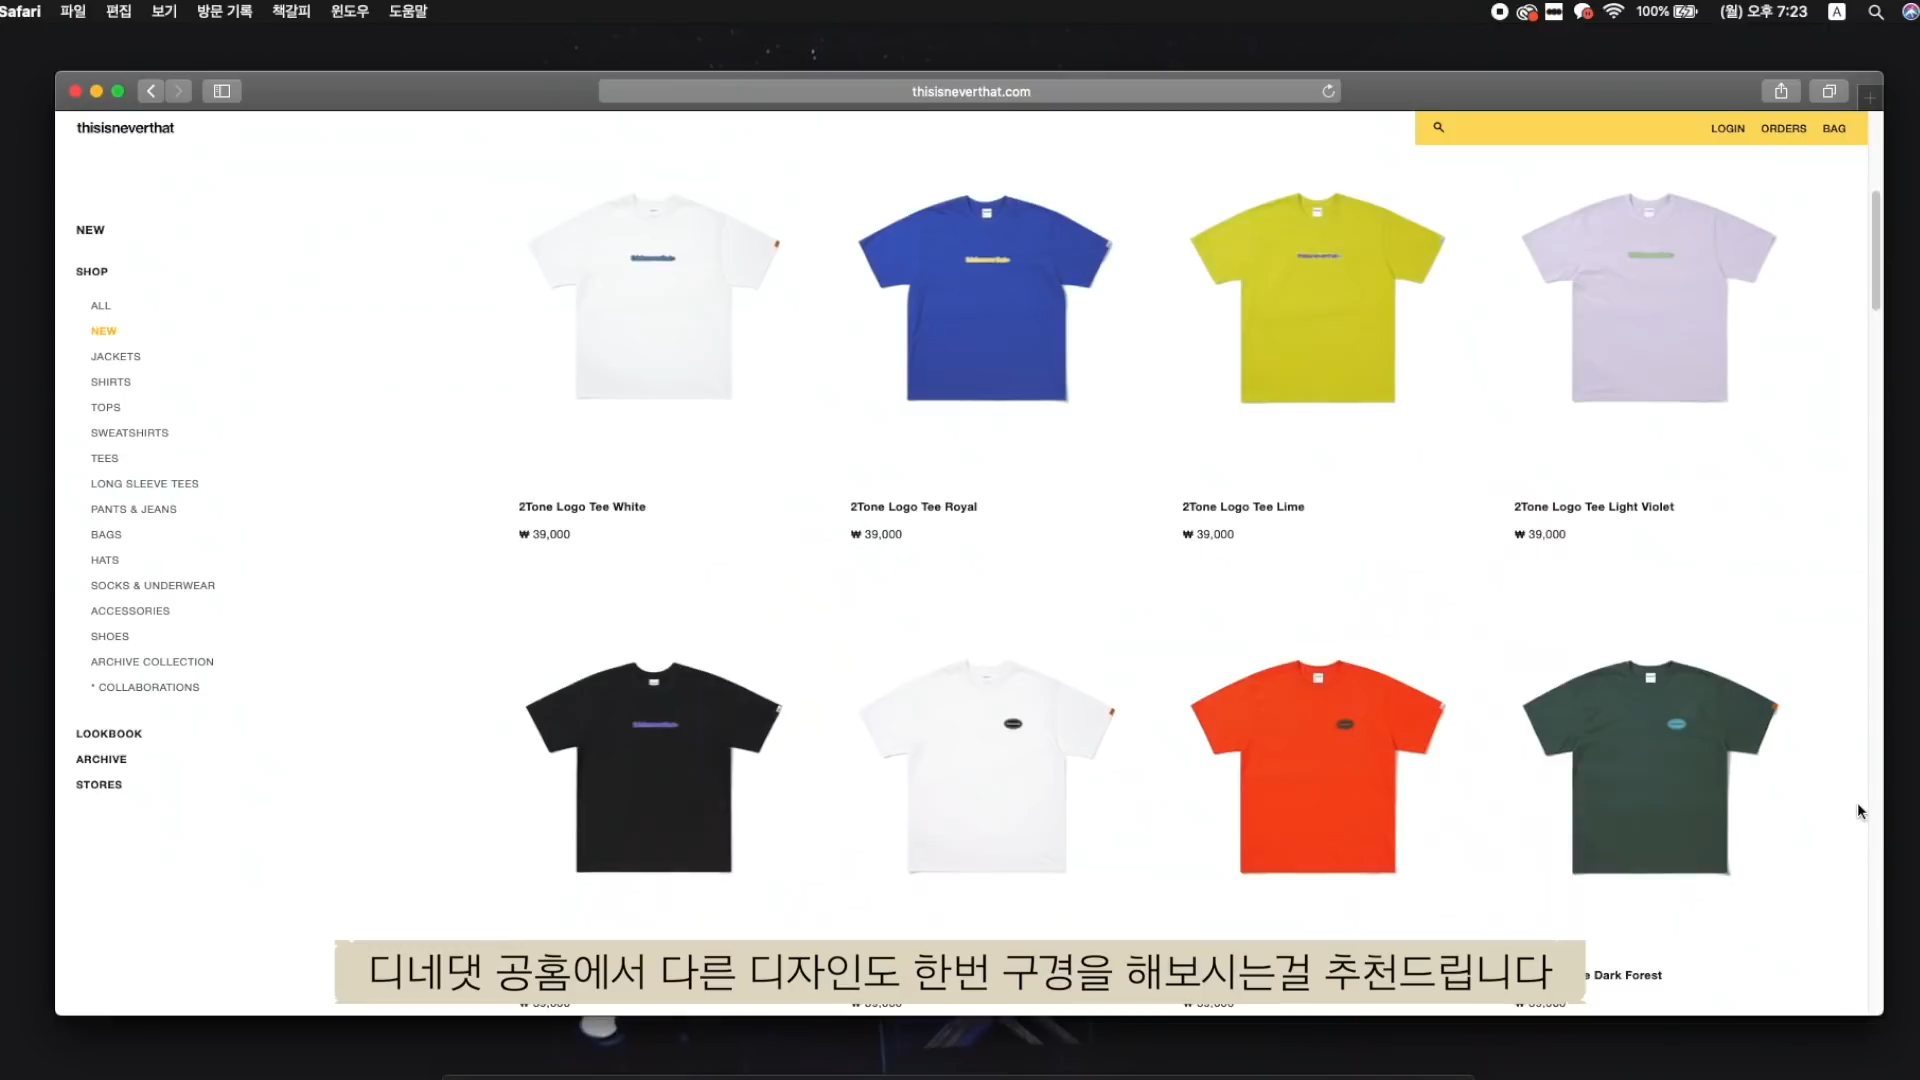 Safari 파일 편집 보기 방문 기록 책갈피 윈도우 도움말
100% (월) 오후 7:23 A
thisisneverthat.com
thisisneverthat
LOGIN ORDERS BAG
NEW
SHOP
ALL
NEW
JACKETS
SHIRTS
TOPS
SWEATSHIRTS
TEES
LONG SLEEVE TEES
PANTS & JEANS
BAGS
HATS
SOCKS & UNDERWEAR
ACCESSORIES
SHOES
ARCHIVE COLLECTION
* COLLABORATIONS
LOOKBOOK
ARCHIVE
STORES
2Tone Logo Tee White
₩ 39,000
2Tone Logo Tee Royal
₩ 39,000
2Tone Logo Tee Lime
₩ 39,000
2Tone Logo Tee Light Violet
₩ 39,000
Dark Forest
디네댓 공홈에서 다른 디자인도 한번 구경을 해보시는걸 추천드립니다